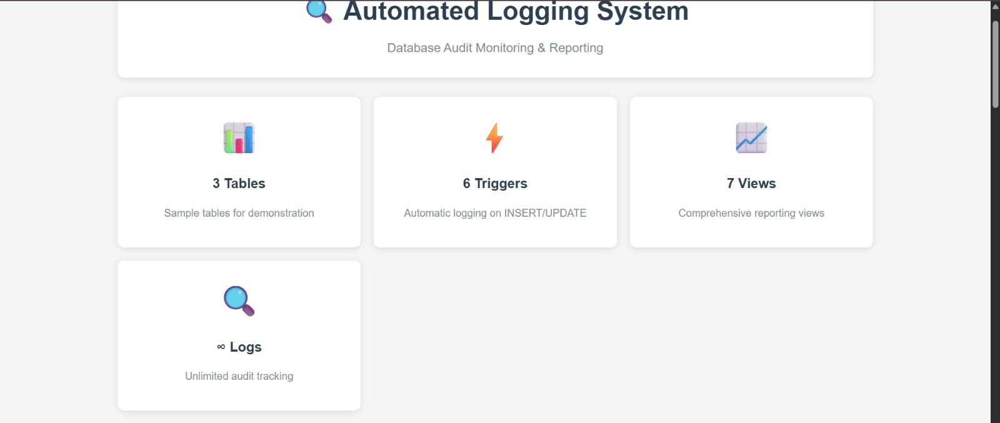 Automated Logging System
Database Audit Monitoring & Reporting
3 Tables
Sample tables for demonstration
6 Triggers
Automatic logging on INSERT/UPDATE
7 Views
Comprehensive reporting views
∞ Logs
Unlimited audit tracking